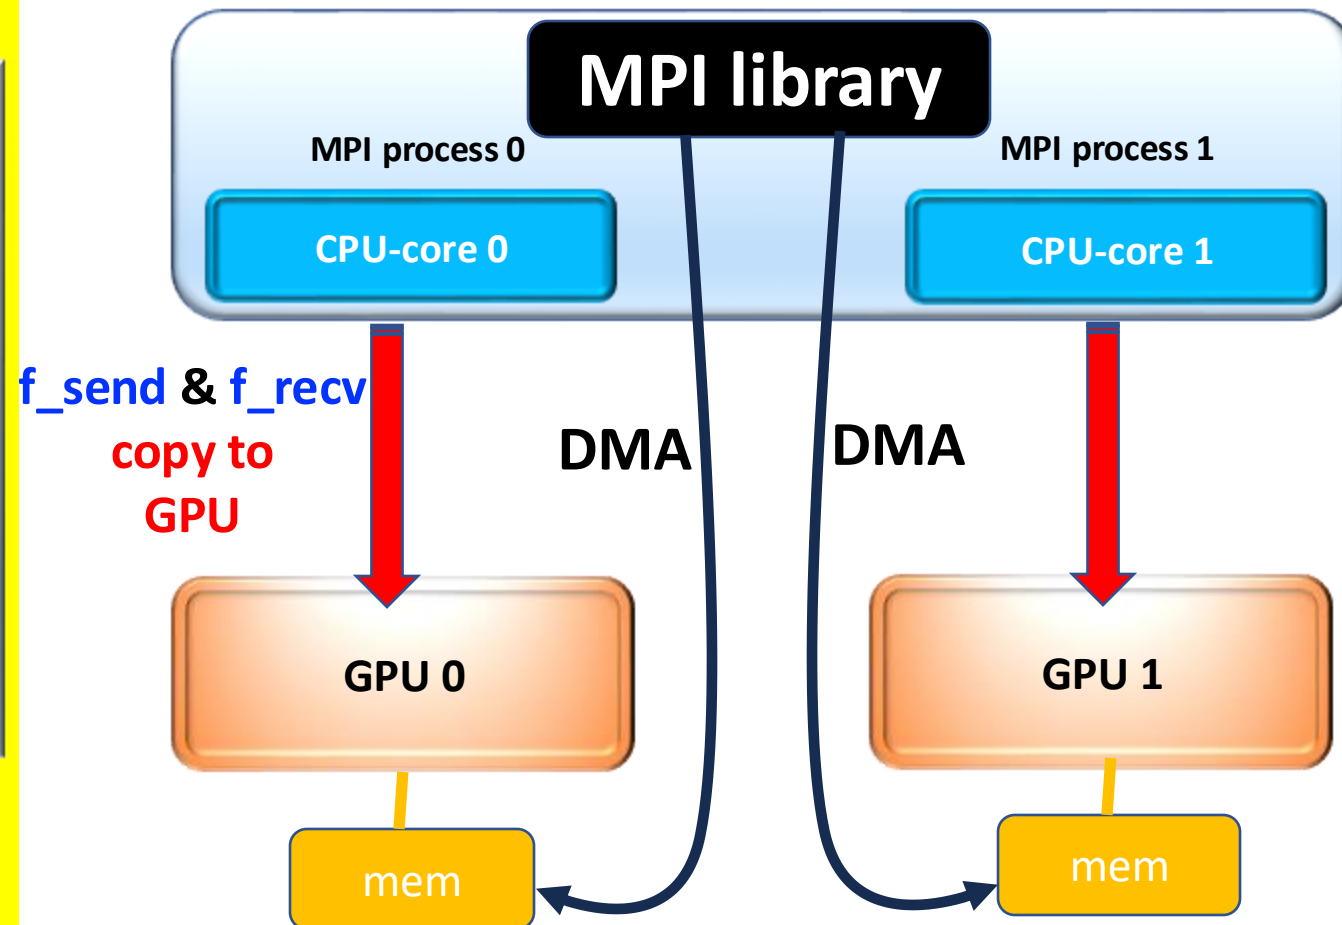 MPI library
MPI process 0
MPI process 1
CPU-core 0
CPU-core 1
f_send & f_recv
copy to
GPU
DMA
DMA
GPU 0
GPU 1
mem
mem